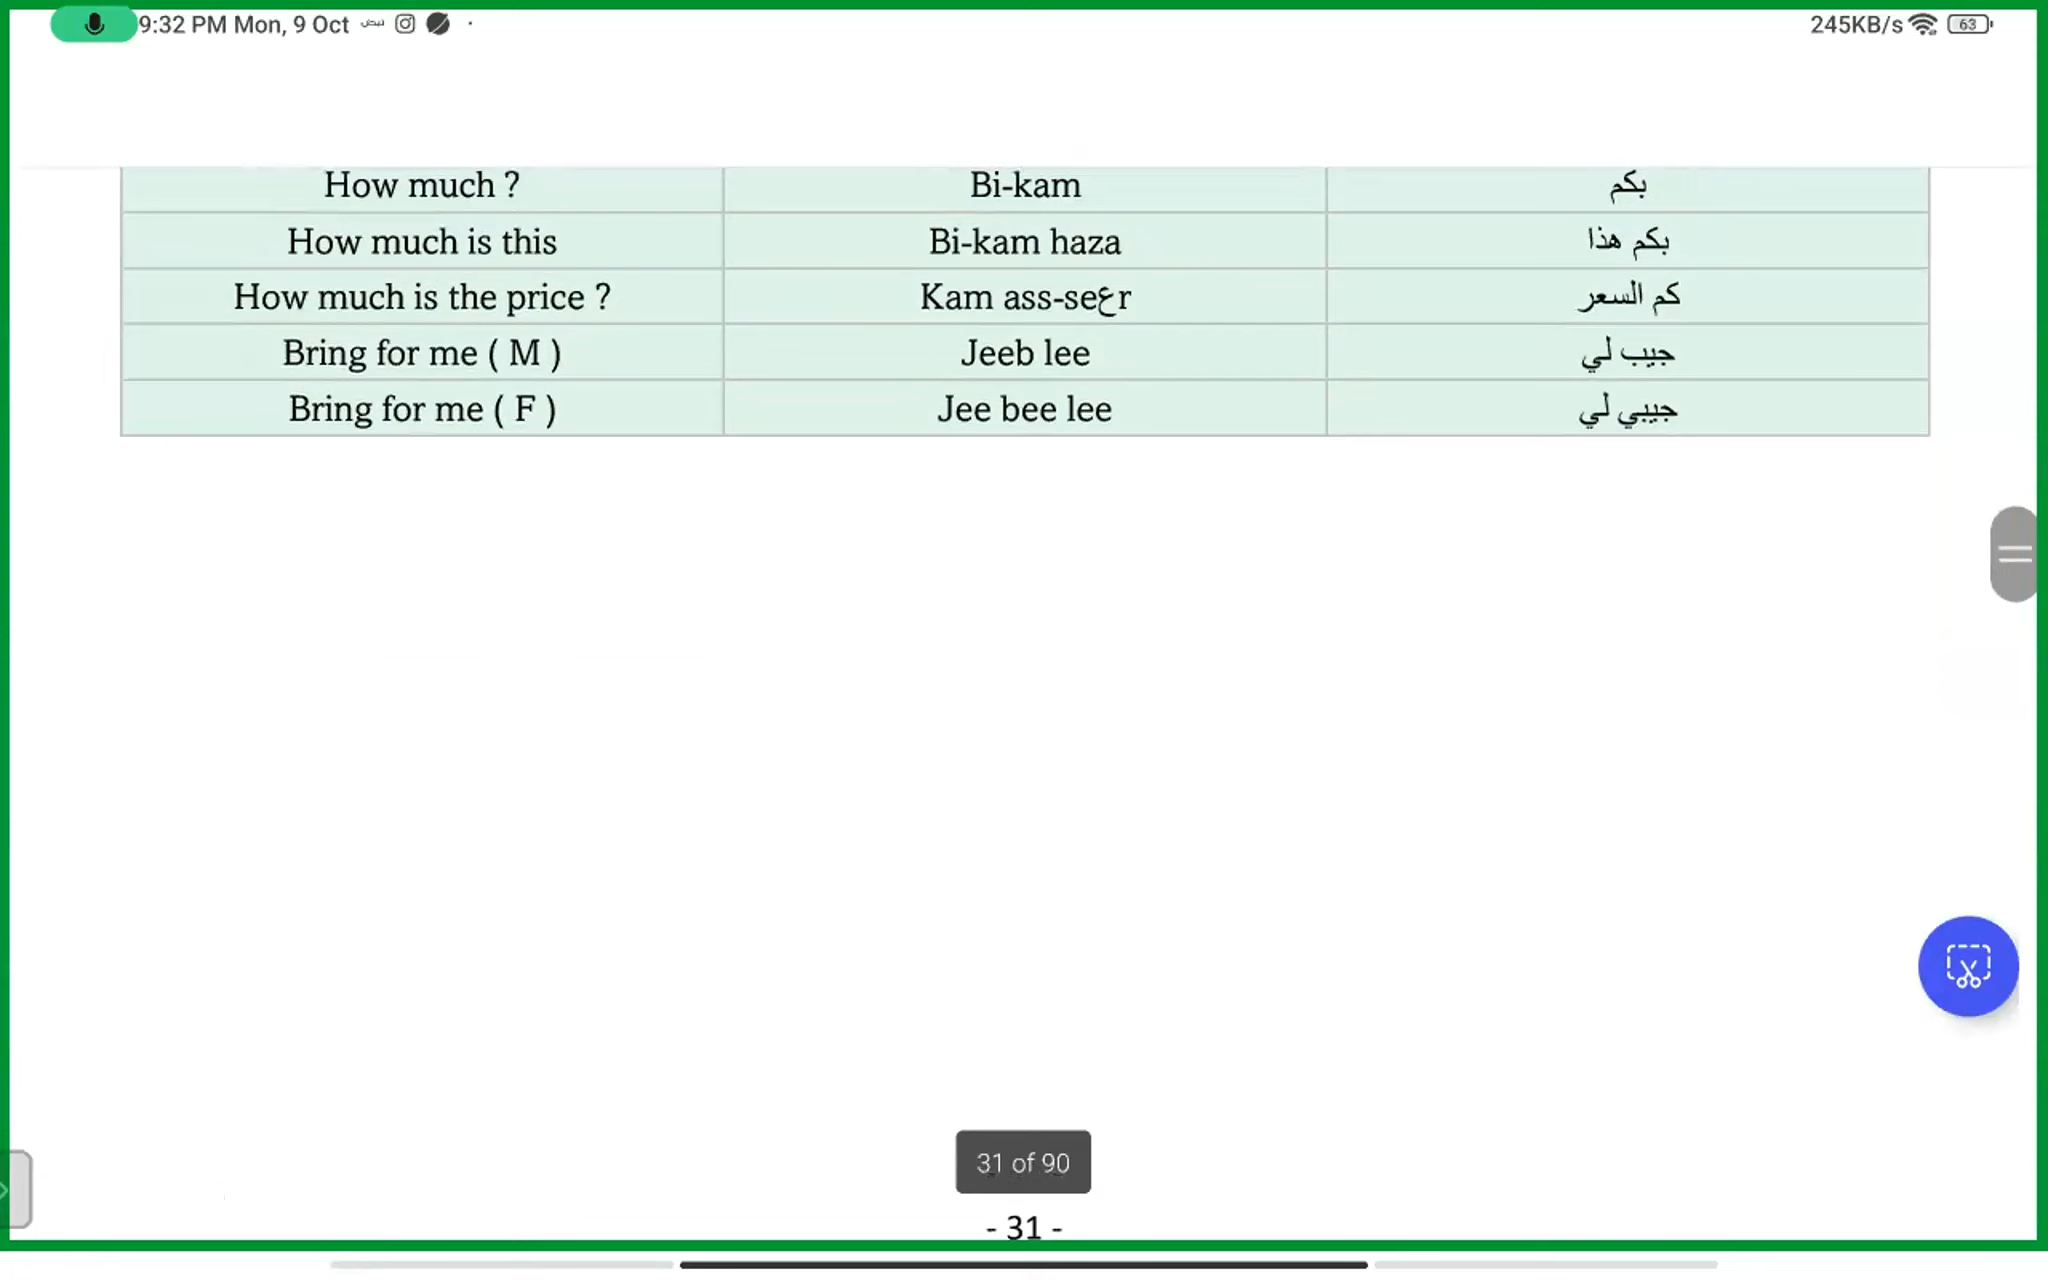 9:32 PM Mon, 9 Oct نبض 245KB/s 63
How much ? Bi-kam بكم
How much is this Bi-kam haza بكم هذا
How much is the price ? Kam ass-seعr كم السعر
Bring for me ( M ) Jeeb lee جيب لي
Bring for me ( F ) Jee bee lee جيبي لي
31 of 90
- 31 -